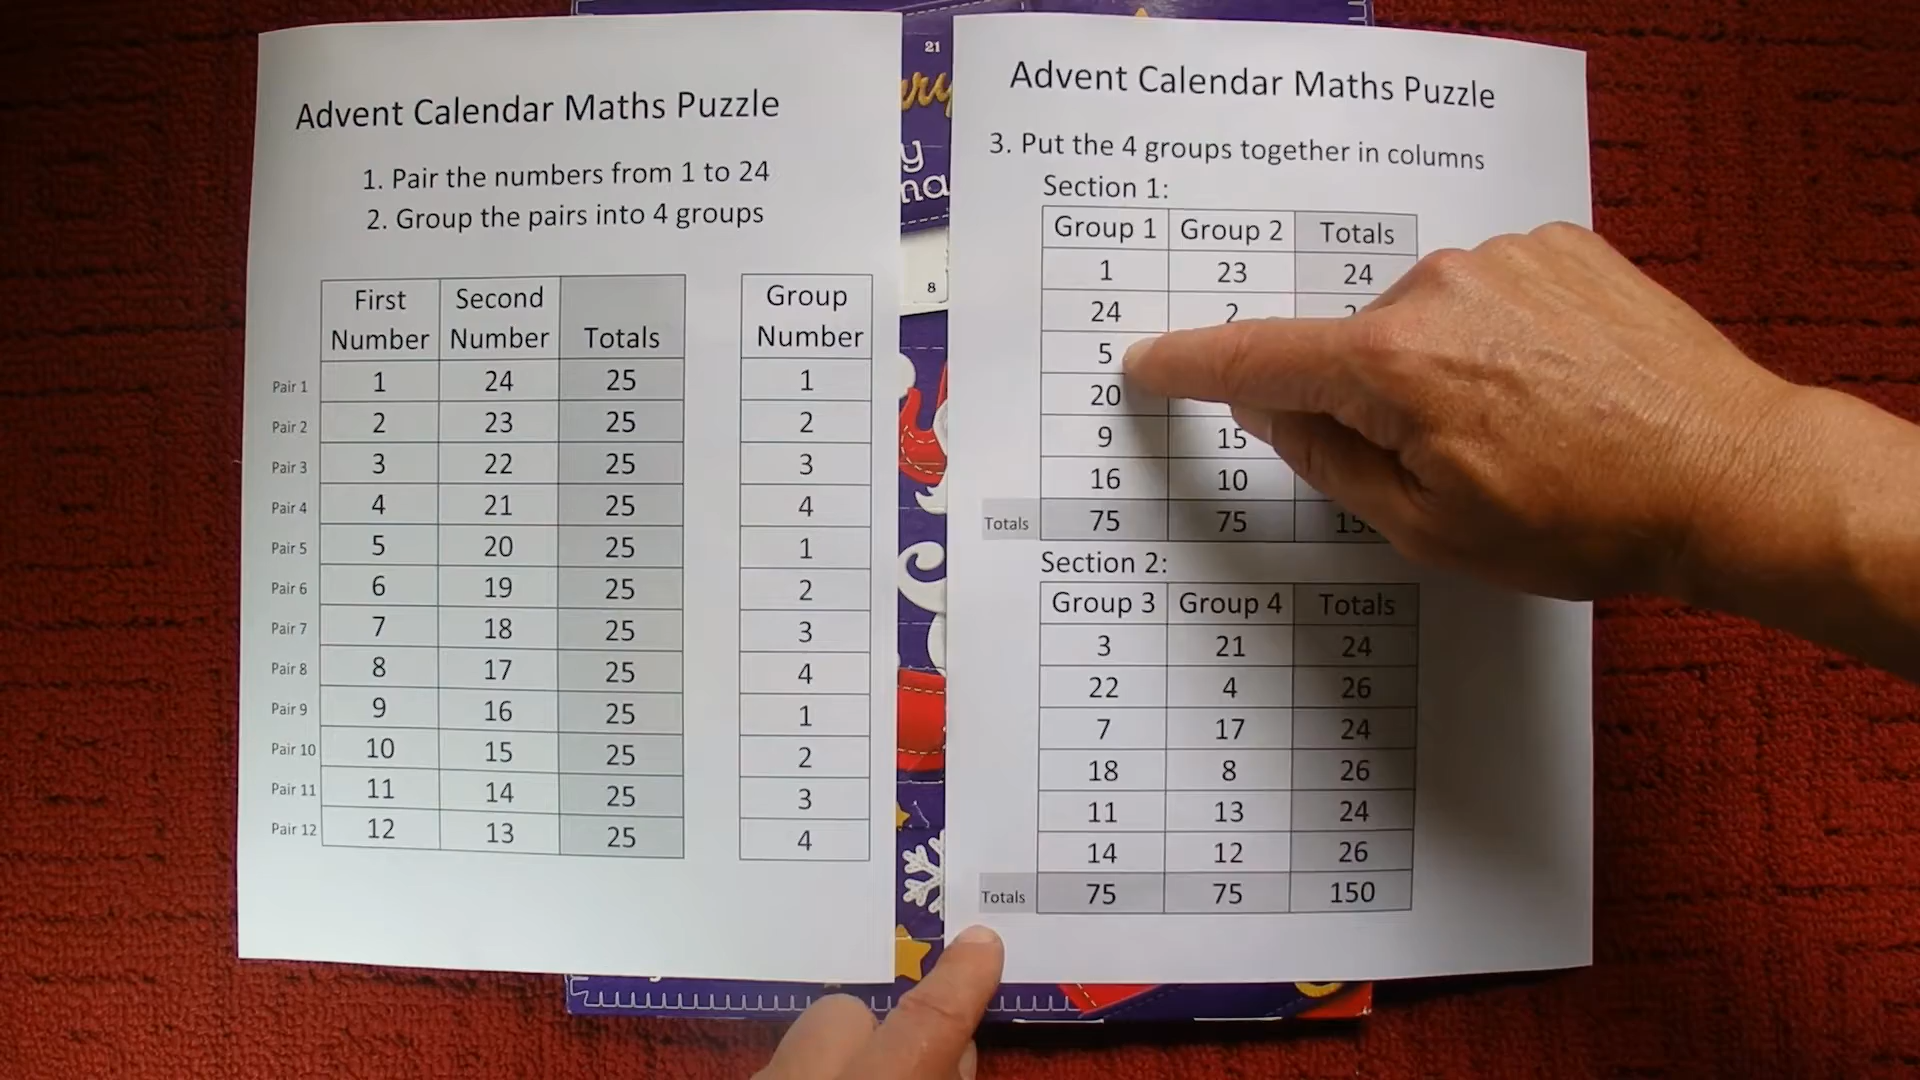 Advent Calendar Maths Puzzle
1. Pair the numbers from 1 to 24
2. Group the pairs into 4 groups
First Number Second Number Totals Group Number
Pair 1 1 24 25 1
Pair 2 2 23 25 2
Pair 3 3 22 25 3
Pair 4 4 21 25 4
Pair 5 5 20 25 1
Pair 6 6 19 25 2
Pair 7 7 18 25 3
Pair 8 8 17 25 4
Pair 9 9 16 25 1
Pair 10 10 15 25 2
Pair 11 11 14 25 3
Pair 12 12 13 25 4
21
8
Advent Calendar Maths Puzzle
3. Put the 4 groups together in columns
Section 1:
Group 1 Group 2 Totals
1 23 24
24 2
5
20
9 15
16 10
Totals 75 75
Section 2:
Group 3 Group 4 Totals
3 21 24
22 4 26
7 17 24
18 8 26
11 13 24
14 12 26
Totals 75 75 150